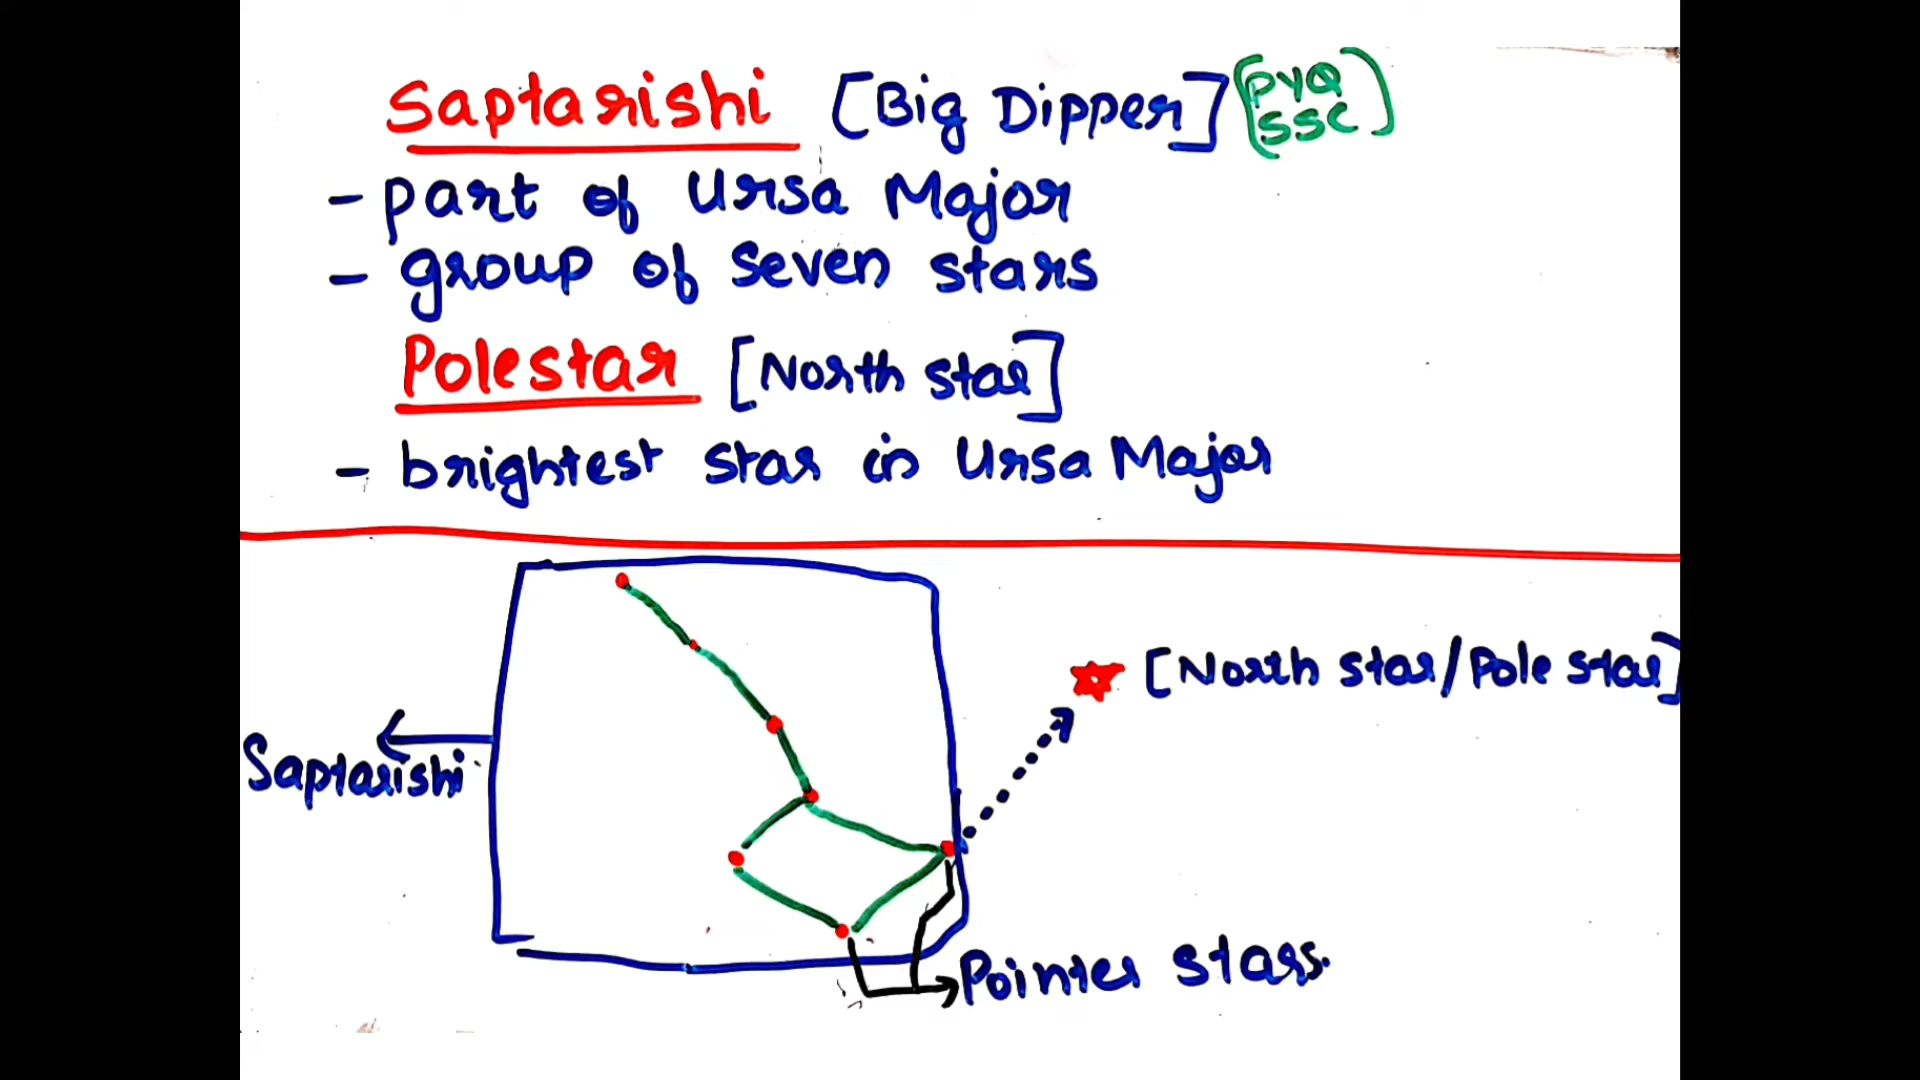 Saptarishi [Big Dipper] [PYQ SSC]
- part of Ursa Major
- group of seven stars
Polestar [North star]
- brightest star in Ursa Major
[North star/Pole star]
Saptarishi
Pointer stars.